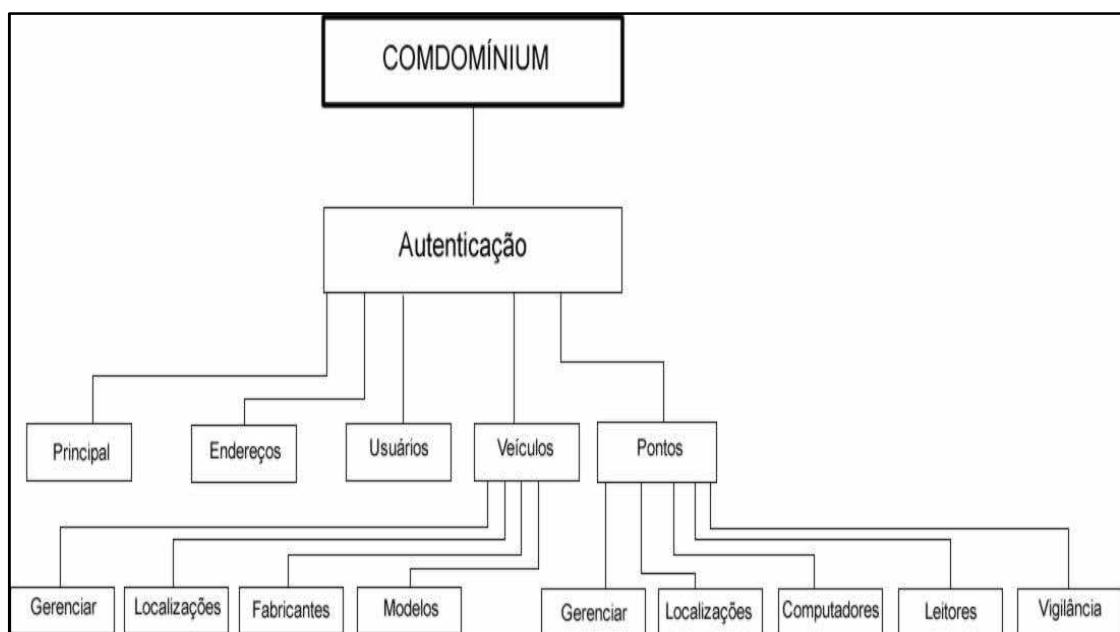 COMDOMÍNIUM
Autenticação
Principal
Endereços
Usuários
Veículos
Pontos
Gerenciar
Localizações
Fabricantes
Modelos
Gerenciar
Localizações
Computadores
Leitores
Vigilância